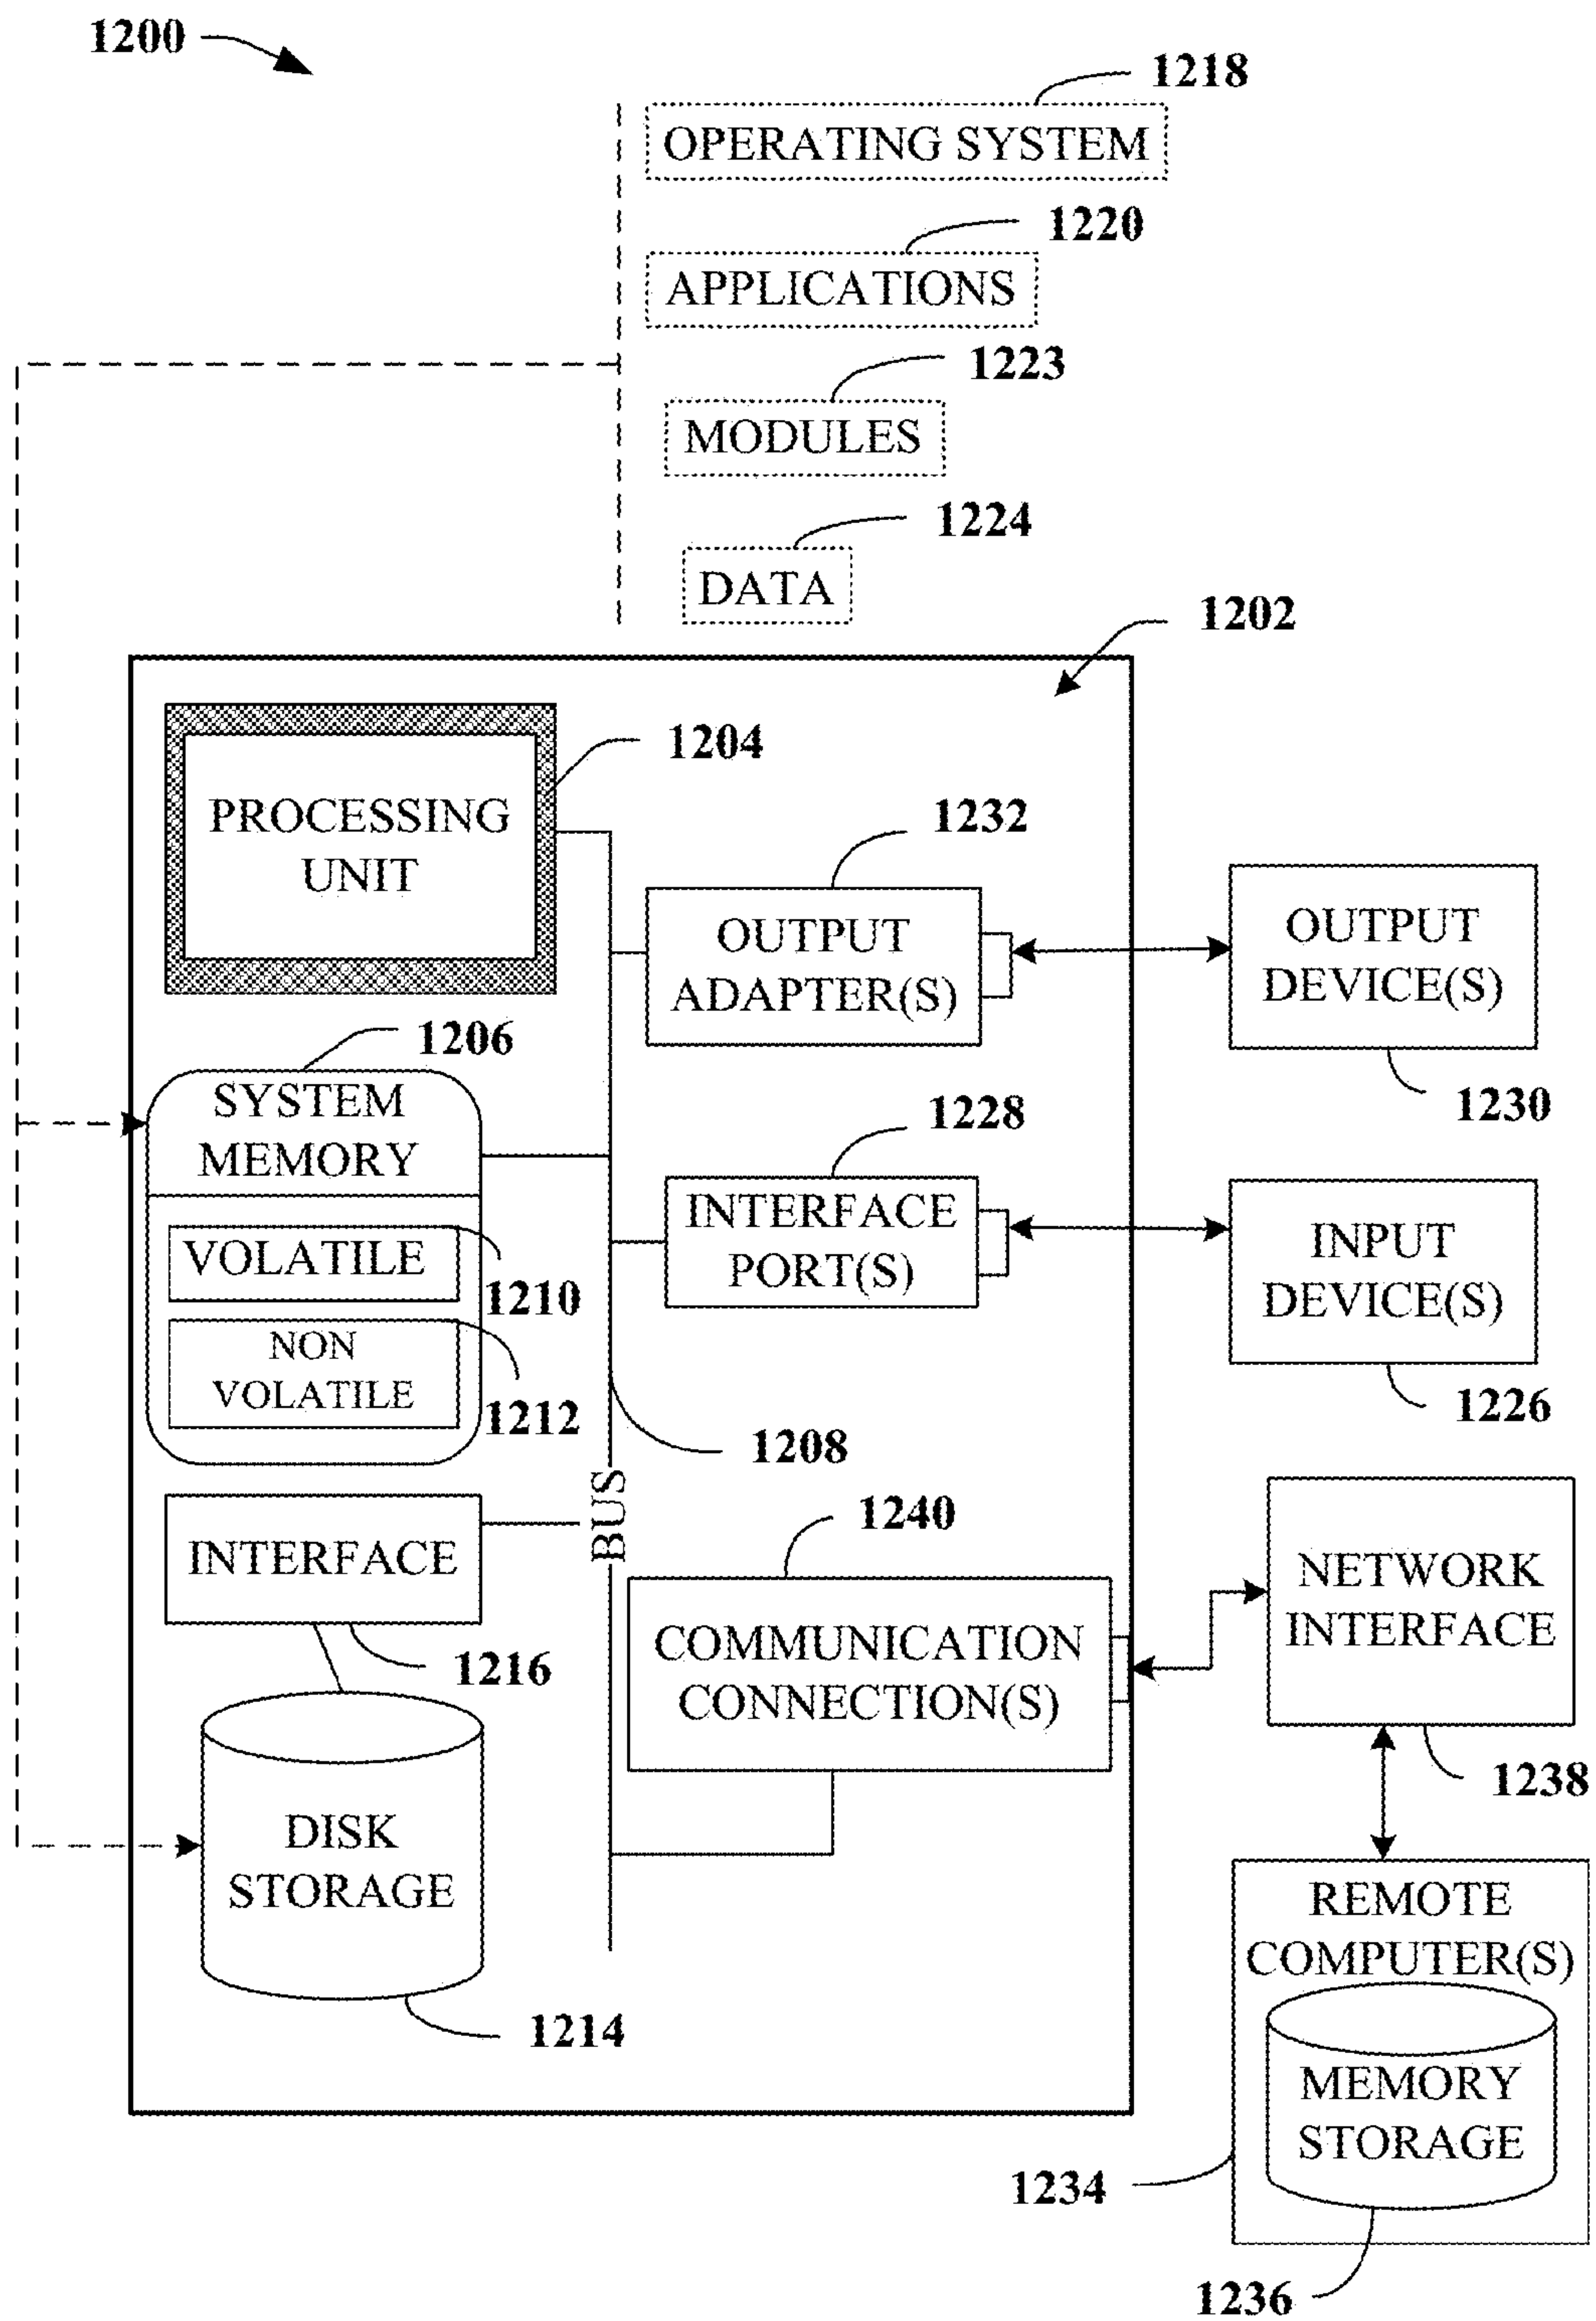 1200
1218
OPERATING SYSTEM
1220
APPLICATIONS
1223
MODULES
1224
DATA
1202
1204
PROCESSING
UNIT
1232
OUTPUT
ADAPTER(S)
OUTPUT
DEVICE(S)
1230
1206
SYSTEM
MEMORY
VOLATILE
1210
NON
VOLATILE
1212
1228
INTERFACE
PORT(S)
INPUT
DEVICE(S)
1226
1208
BUS
INTERFACE
1216
1240
COMMUNICATION
CONNECTION(S)
NETWORK
INTERFACE
1238
DISK
STORAGE
1214
REMOTE
COMPUTER(S)
MEMORY
STORAGE
1234
1236